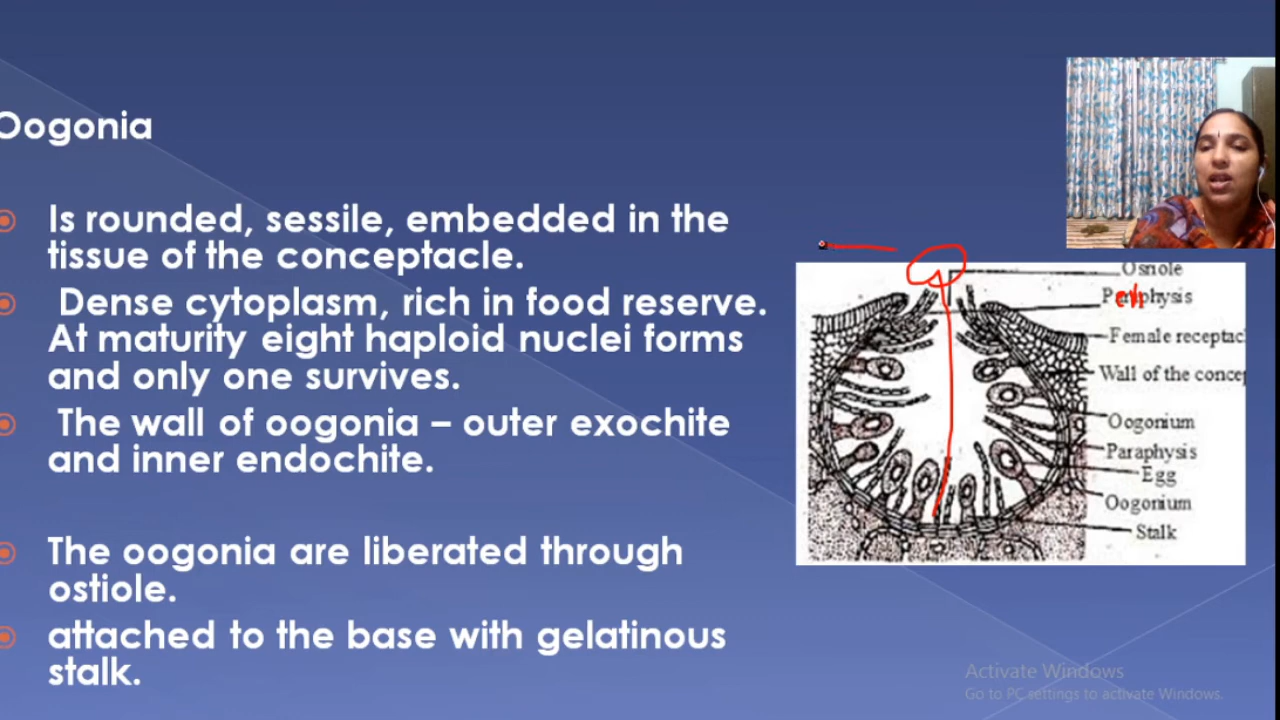 Oogonia
Is rounded, sessile, embedded in the
tissue of the conceptacle.
Dense cytoplasm, rich in food reserve.
At maturity eight haploid nuclei forms
and only one survives.
The wall of oogonia – outer exochite
and inner endochite.
The oogonia are liberated through
ostiole.
attached to the base with gelatinous
stalk.
Ostiole
Paraphysis
Female receptacl
Wall of the concep
Oogonium
Paraphysis
Egg
Oogonium
Stalk
Activate Windows
Go to PC settings to activate Windows.